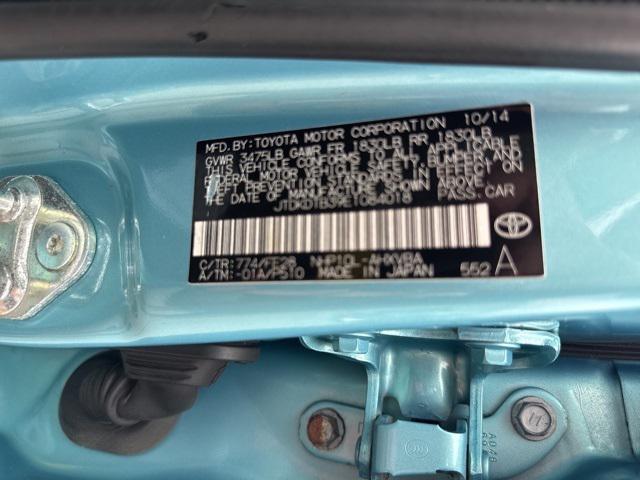 MFD. BY: TOYOTA MOTOR CORPORATION 10/14
GVWR 3475LB GAWR FR 1830LB RR 1830LB
THIS VEHICLE CONFORMS TO ALL APPLICABLE
FEDERAL MOTOR VEHICLE SAFETY, BUMPER, AND
THEFT PREVENTION STANDARDS IN EFFECT ON
THE DATE OF MANUFACTURE SHOWN ABOVE.
PASS. CAR
C/TR: 774/FE28 NHP10L-AHXVBA
A/TM: -01A/P510 MADE IN JAPAN 552 A